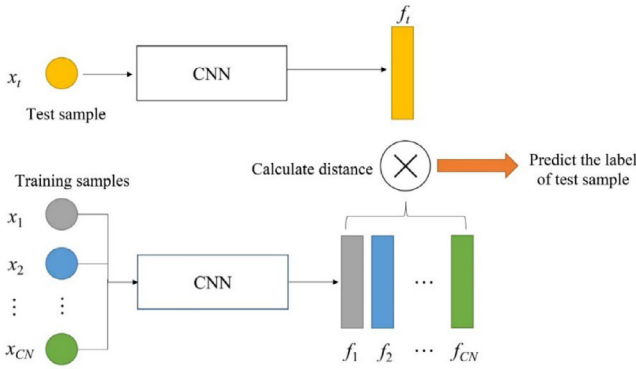 f_t
x_t
CNN
Test sample
Calculate distance
Predict the label
of test sample
Training samples
x_1
x_2
⋮ ⋮
x_CN
CNN
...
f_1 f_2 ... f_CN